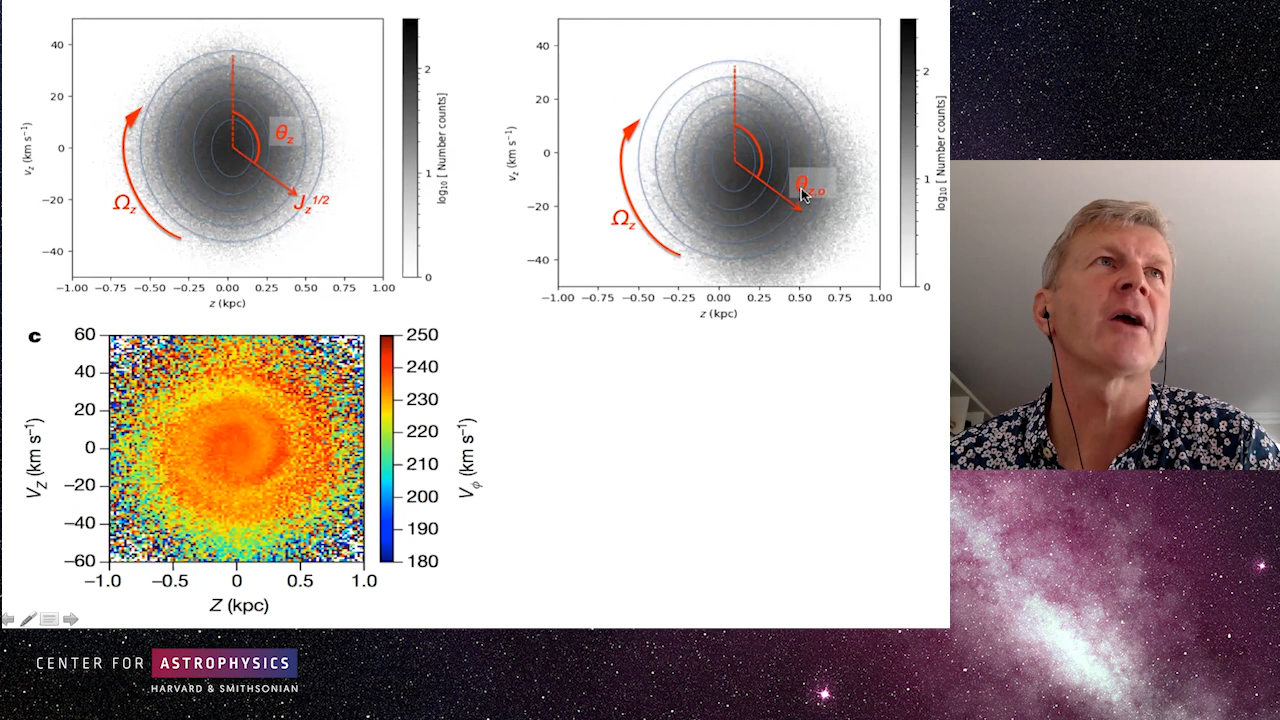 40
20
0
−20
−40
v_z (km s⁻¹)
−1.00 −0.75 −0.50 −0.25 0.00 0.25 0.50 0.75 1.00
z (kpc)
θ_z
J_z^1/2
Ω_z
2
1
0
log₁₀ [ Number counts]
40
20
0
−20
−40
v_z (km s⁻¹)
−1.00 −0.75 −0.50 −0.25 0.00 0.25 0.50 0.75 1.00
z (kpc)
θ_z,o
Ω_z
2
1
0
log₁₀ [ Number counts]
c
60
40
20
0
−20
−40
−60
V_Z (km s⁻¹)
−1.0 −0.5 0 0.5 1.0
Z (kpc)
250
240
230
220
210
200
190
180
V_ϕ (km s⁻¹)
CENTER FOR ASTROPHYSICS
HARVARD & SMITHSONIAN